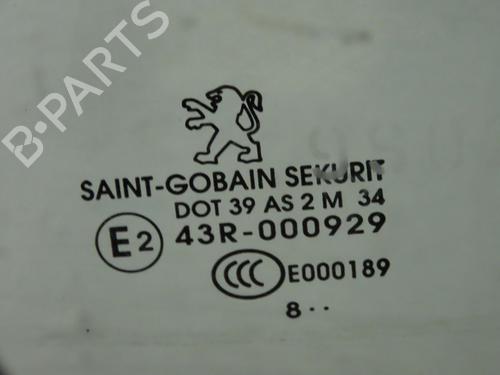 B-PARTS
SAINT-GOBAIN SEKURIT
DOT 39 AS 2 M 34
E2 43R-000929
CCC E000189
8··